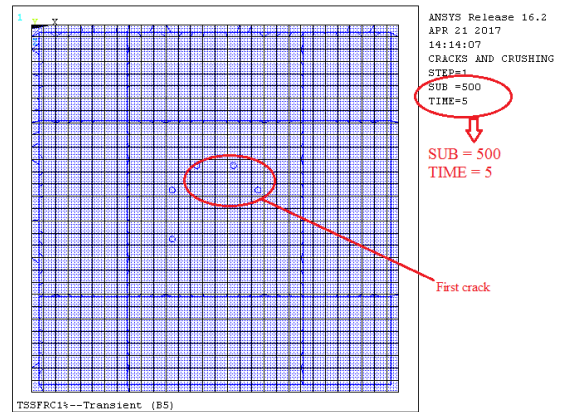 1
Y
X
ANSYS Release 16.2
APR 21 2017
14:14:07
CRACKS AND CRUSHING
STEP=1
SUB =500
TIME=5
SUB = 500
TIME = 5
First crack
TSSFRC1%--Transient (B5)